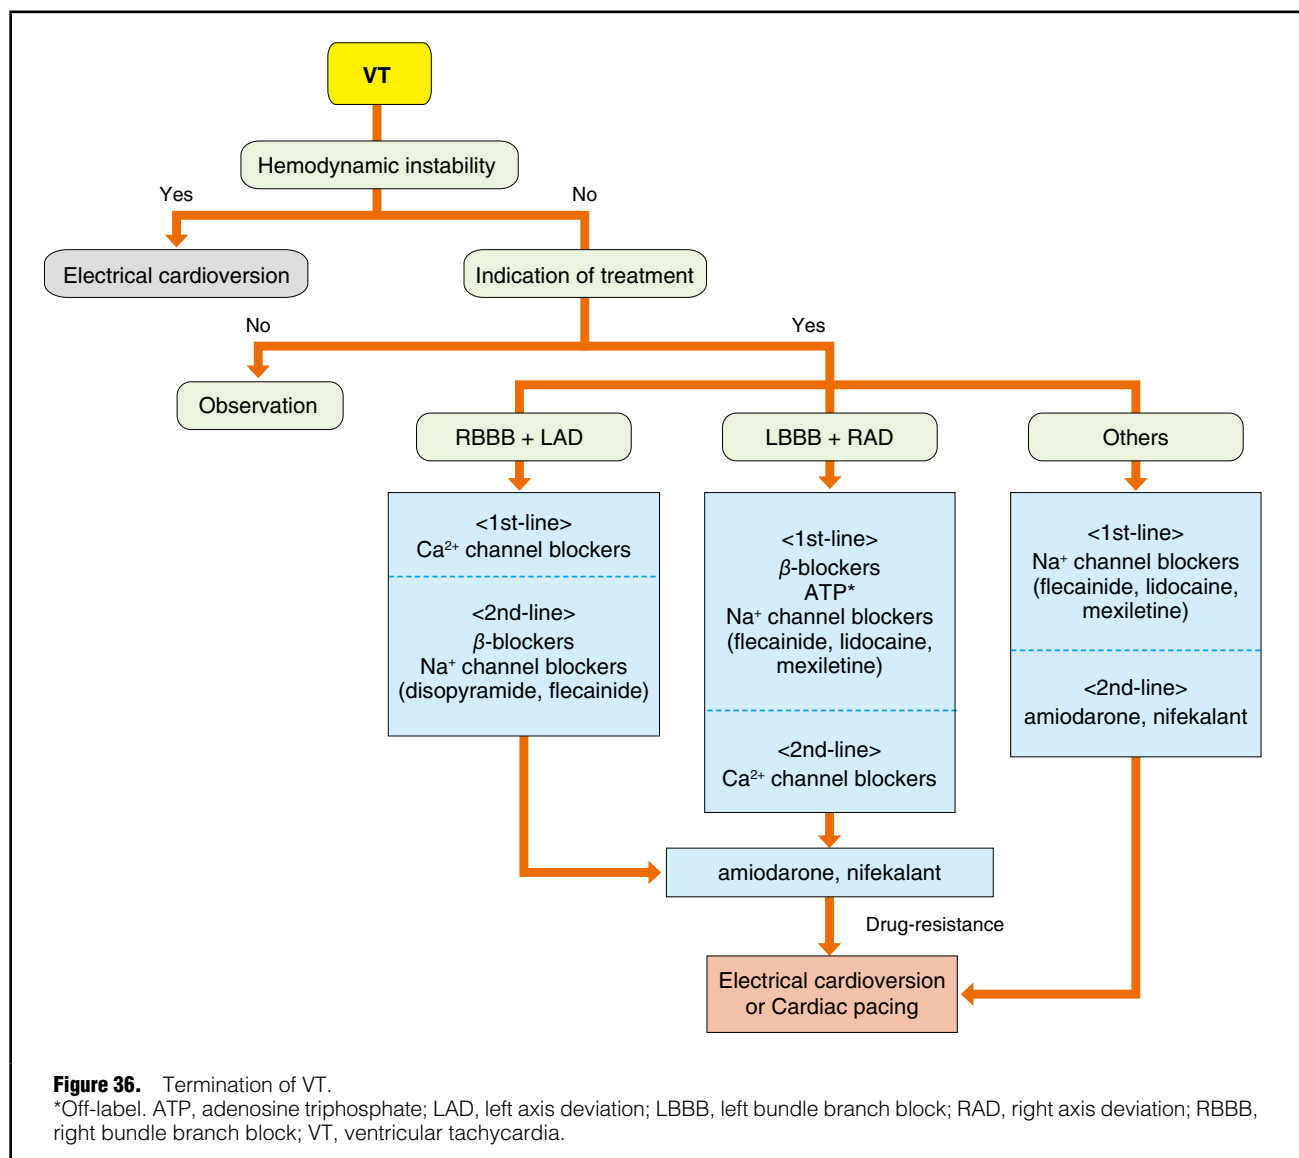 VT
Hemodynamic instability
Yes
No
Electrical cardioversion
Indication of treatment
No
Yes
Observation
RBBB + LAD
LBBB + RAD
Others
<1st-line>
Ca²⁺ channel blockers
<2nd-line>
β-blockers
Na⁺ channel blockers
(disopyramide, flecainide)
<1st-line>
β-blockers
ATP*
Na⁺ channel blockers
(flecainide, lidocaine,
mexiletine)
<2nd-line>
Ca²⁺ channel blockers
<1st-line>
Na⁺ channel blockers
(flecainide, lidocaine,
mexiletine)
<2nd-line>
amiodarone, nifekalant
amiodarone, nifekalant
Drug-resistance
Electrical cardioversion
or Cardiac pacing
Figure 36. Termination of VT.
*Off-label. ATP, adenosine triphosphate; LAD, left axis deviation; LBBB, left bundle branch block; RAD, right axis deviation; RBBB,
right bundle branch block; VT, ventricular tachycardia.